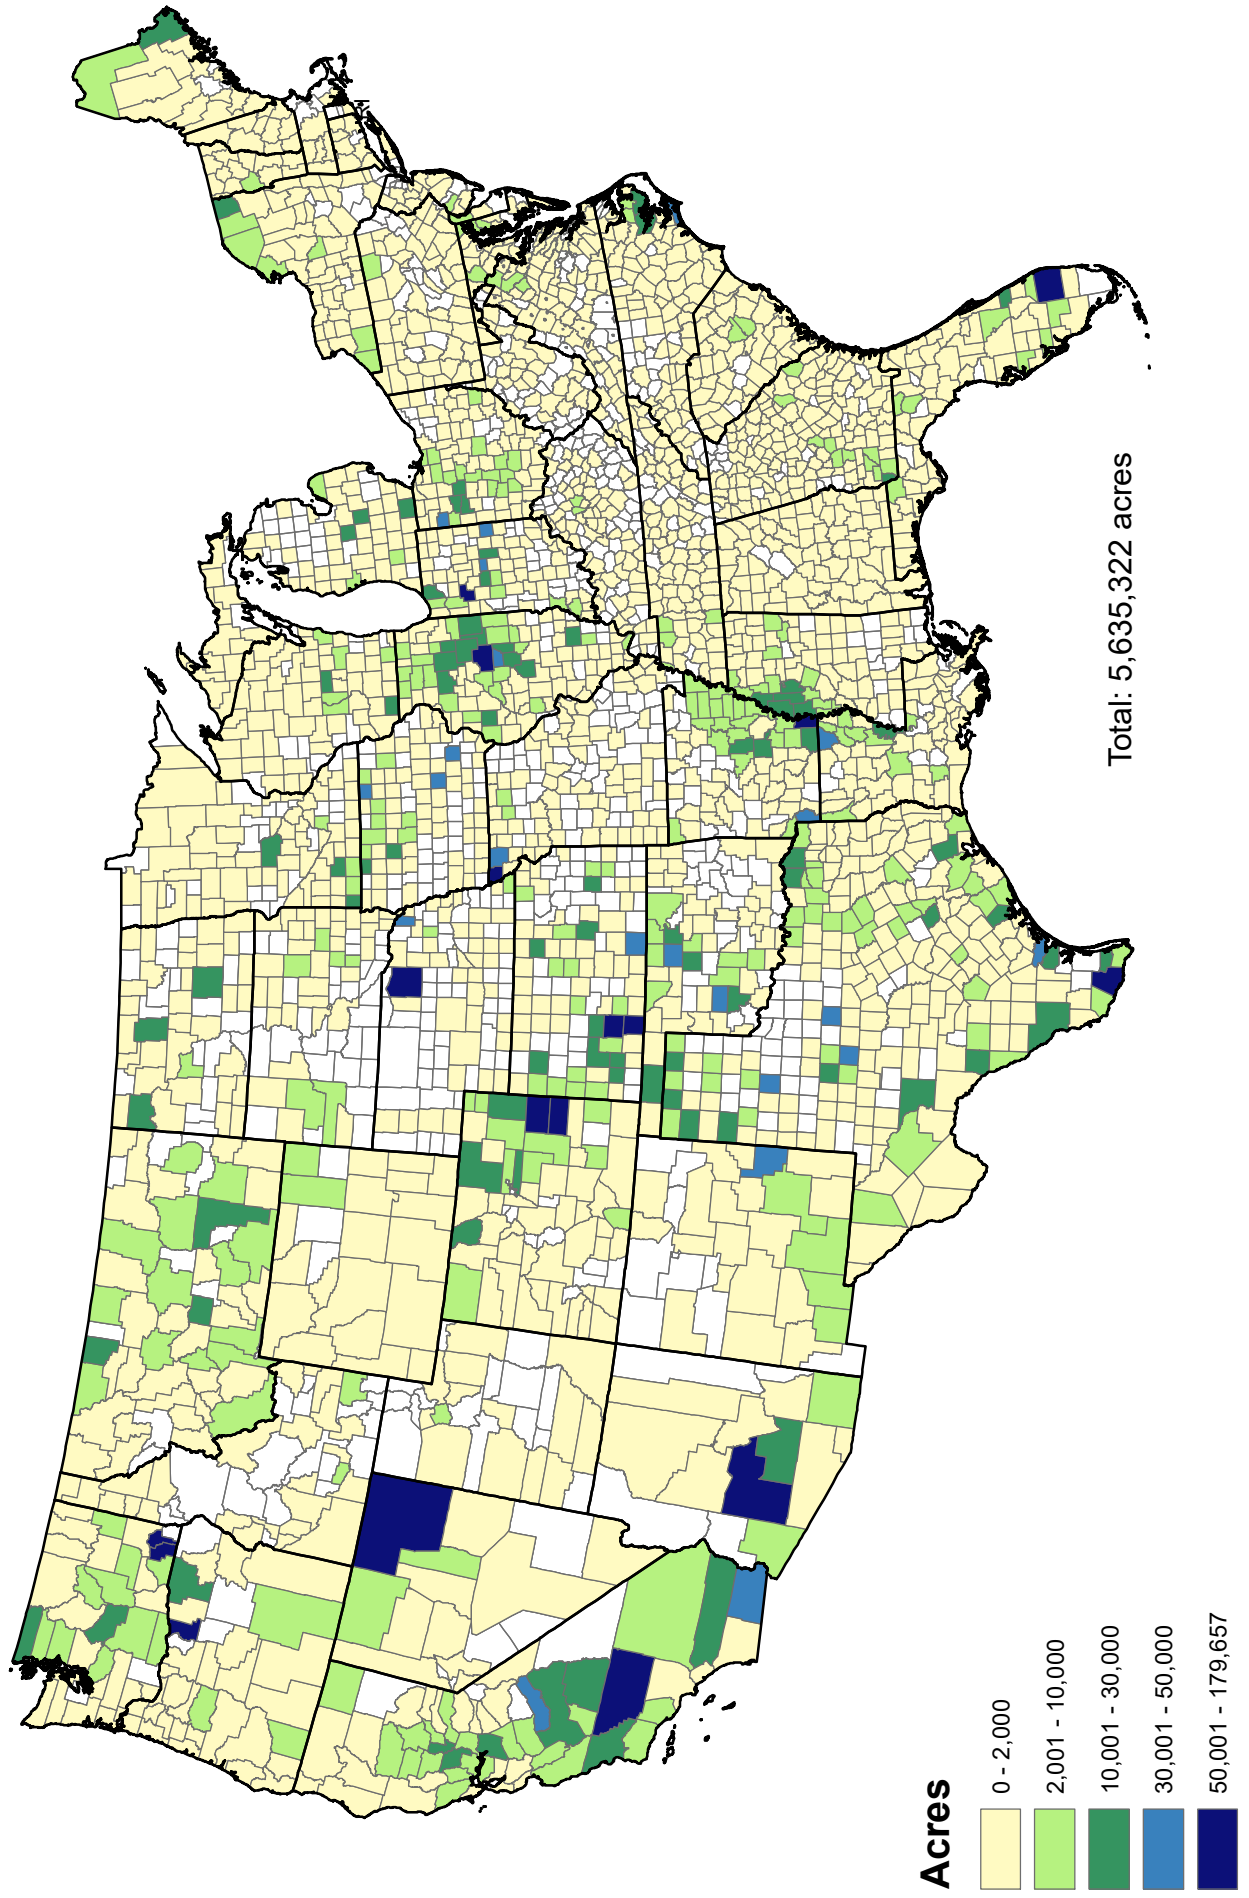 Total: 5,635,322 acres
Acres
0 - 2,000
2,001 - 10,000
10,001 - 30,000
30,001 - 50,000
50,001 - 179,657